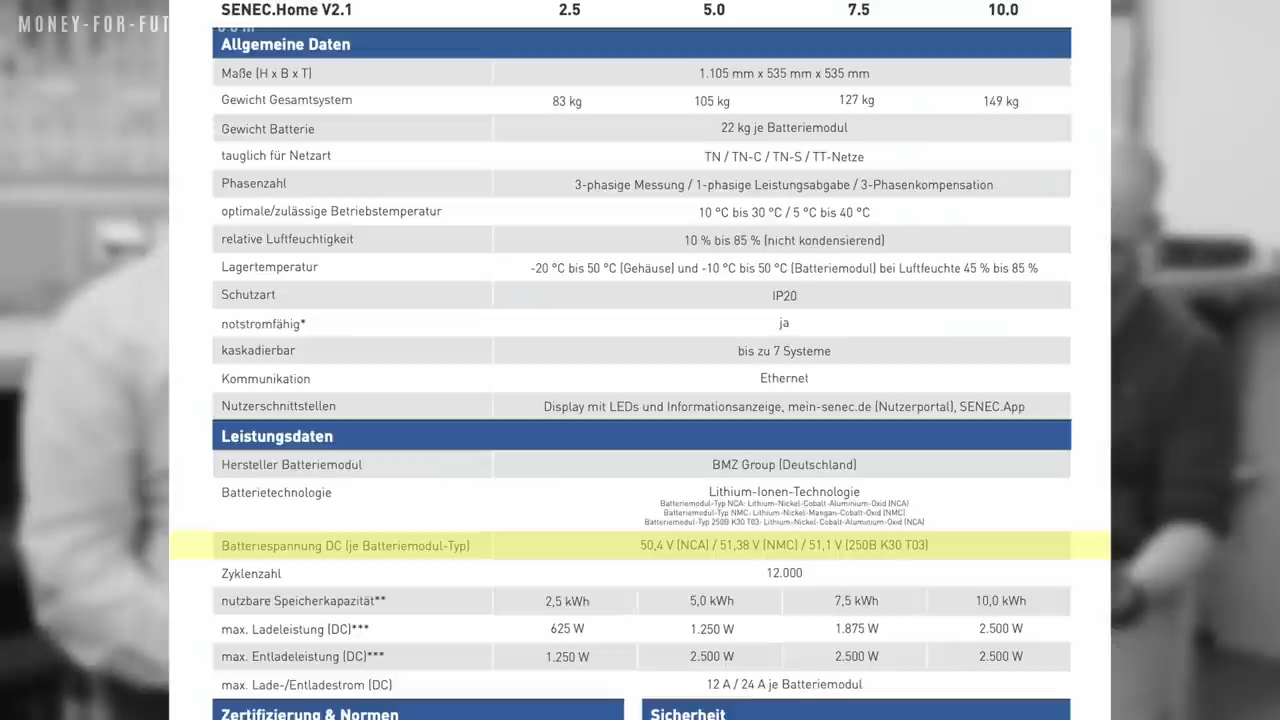 MONEY-FOR-FUT
SENEC.Home V2.1 2.5 5.0 7.5 10.0
Allgemeine Daten
Maße (H x B x T) 1.105 mm x 535 mm x 535 mm
Gewicht Gesamtsystem 83 kg 105 kg 127 kg 149 kg
Gewicht Batterie 22 kg je Batteriemodul
tauglich für Netzart TN / TN-C / TN-S / TT-Netze
Phasenzahl 3-phasige Messung / 1-phasige Leistungsabgabe / 3-Phasenkompensation
optimale/zulässige Betriebstemperatur 10 °C bis 30 °C / 5 °C bis 40 °C
relative Luftfeuchtigkeit 10 % bis 85 % (nicht kondensierend)
Lagertemperatur -20 °C bis 50 °C (Gehäuse) und -10 °C bis 50 °C (Batteriemodul) bei Luftfeuchte 45 % bis 85 %
Schutzart IP20
notstromfähig* ja
kaskadierbar bis zu 7 Systeme
Kommunikation Ethernet
Nutzerschnittstellen Display mit LEDs und Informationsanzeige, mein-senec.de (Nutzerportal), SENEC.App
Leistungsdaten
Hersteller Batteriemodul BMZ Group (Deutschland)
Batterietechnologie Lithium-Ionen-Technologie
Batteriemodul-Typ NCA: Lithium-Nickel-Cobalt-Aluminium-Oxid (NCA)
Batteriemodul-Typ NMC: Lithium-Nickel-Mangan-Cobalt-Oxid (NMC)
Batteriemodul-Typ 250B K30 T03: Lithium-Nickel-Cobalt-Aluminium-Oxid (NCA)
Batteriespannung DC (je Batteriemodul-Typ) 50,4 V (NCA) / 51,38 V (NMC) / 51,1 V (250B K30 T03)
Zyklenzahl 12.000
nutzbare Speicherkapazität** 2,5 kWh 5,0 kWh 7,5 kWh 10,0 kWh
max. Ladeleistung (DC)*** 625 W 1.250 W 1.875 W 2.500 W
max. Entladeleistung (DC)*** 1.250 W 2.500 W 2.500 W 2.500 W
max. Lade-/Entladestrom (DC) 12 A / 24 A je Batteriemodul
Zertifizierung & Normen Sicherheit